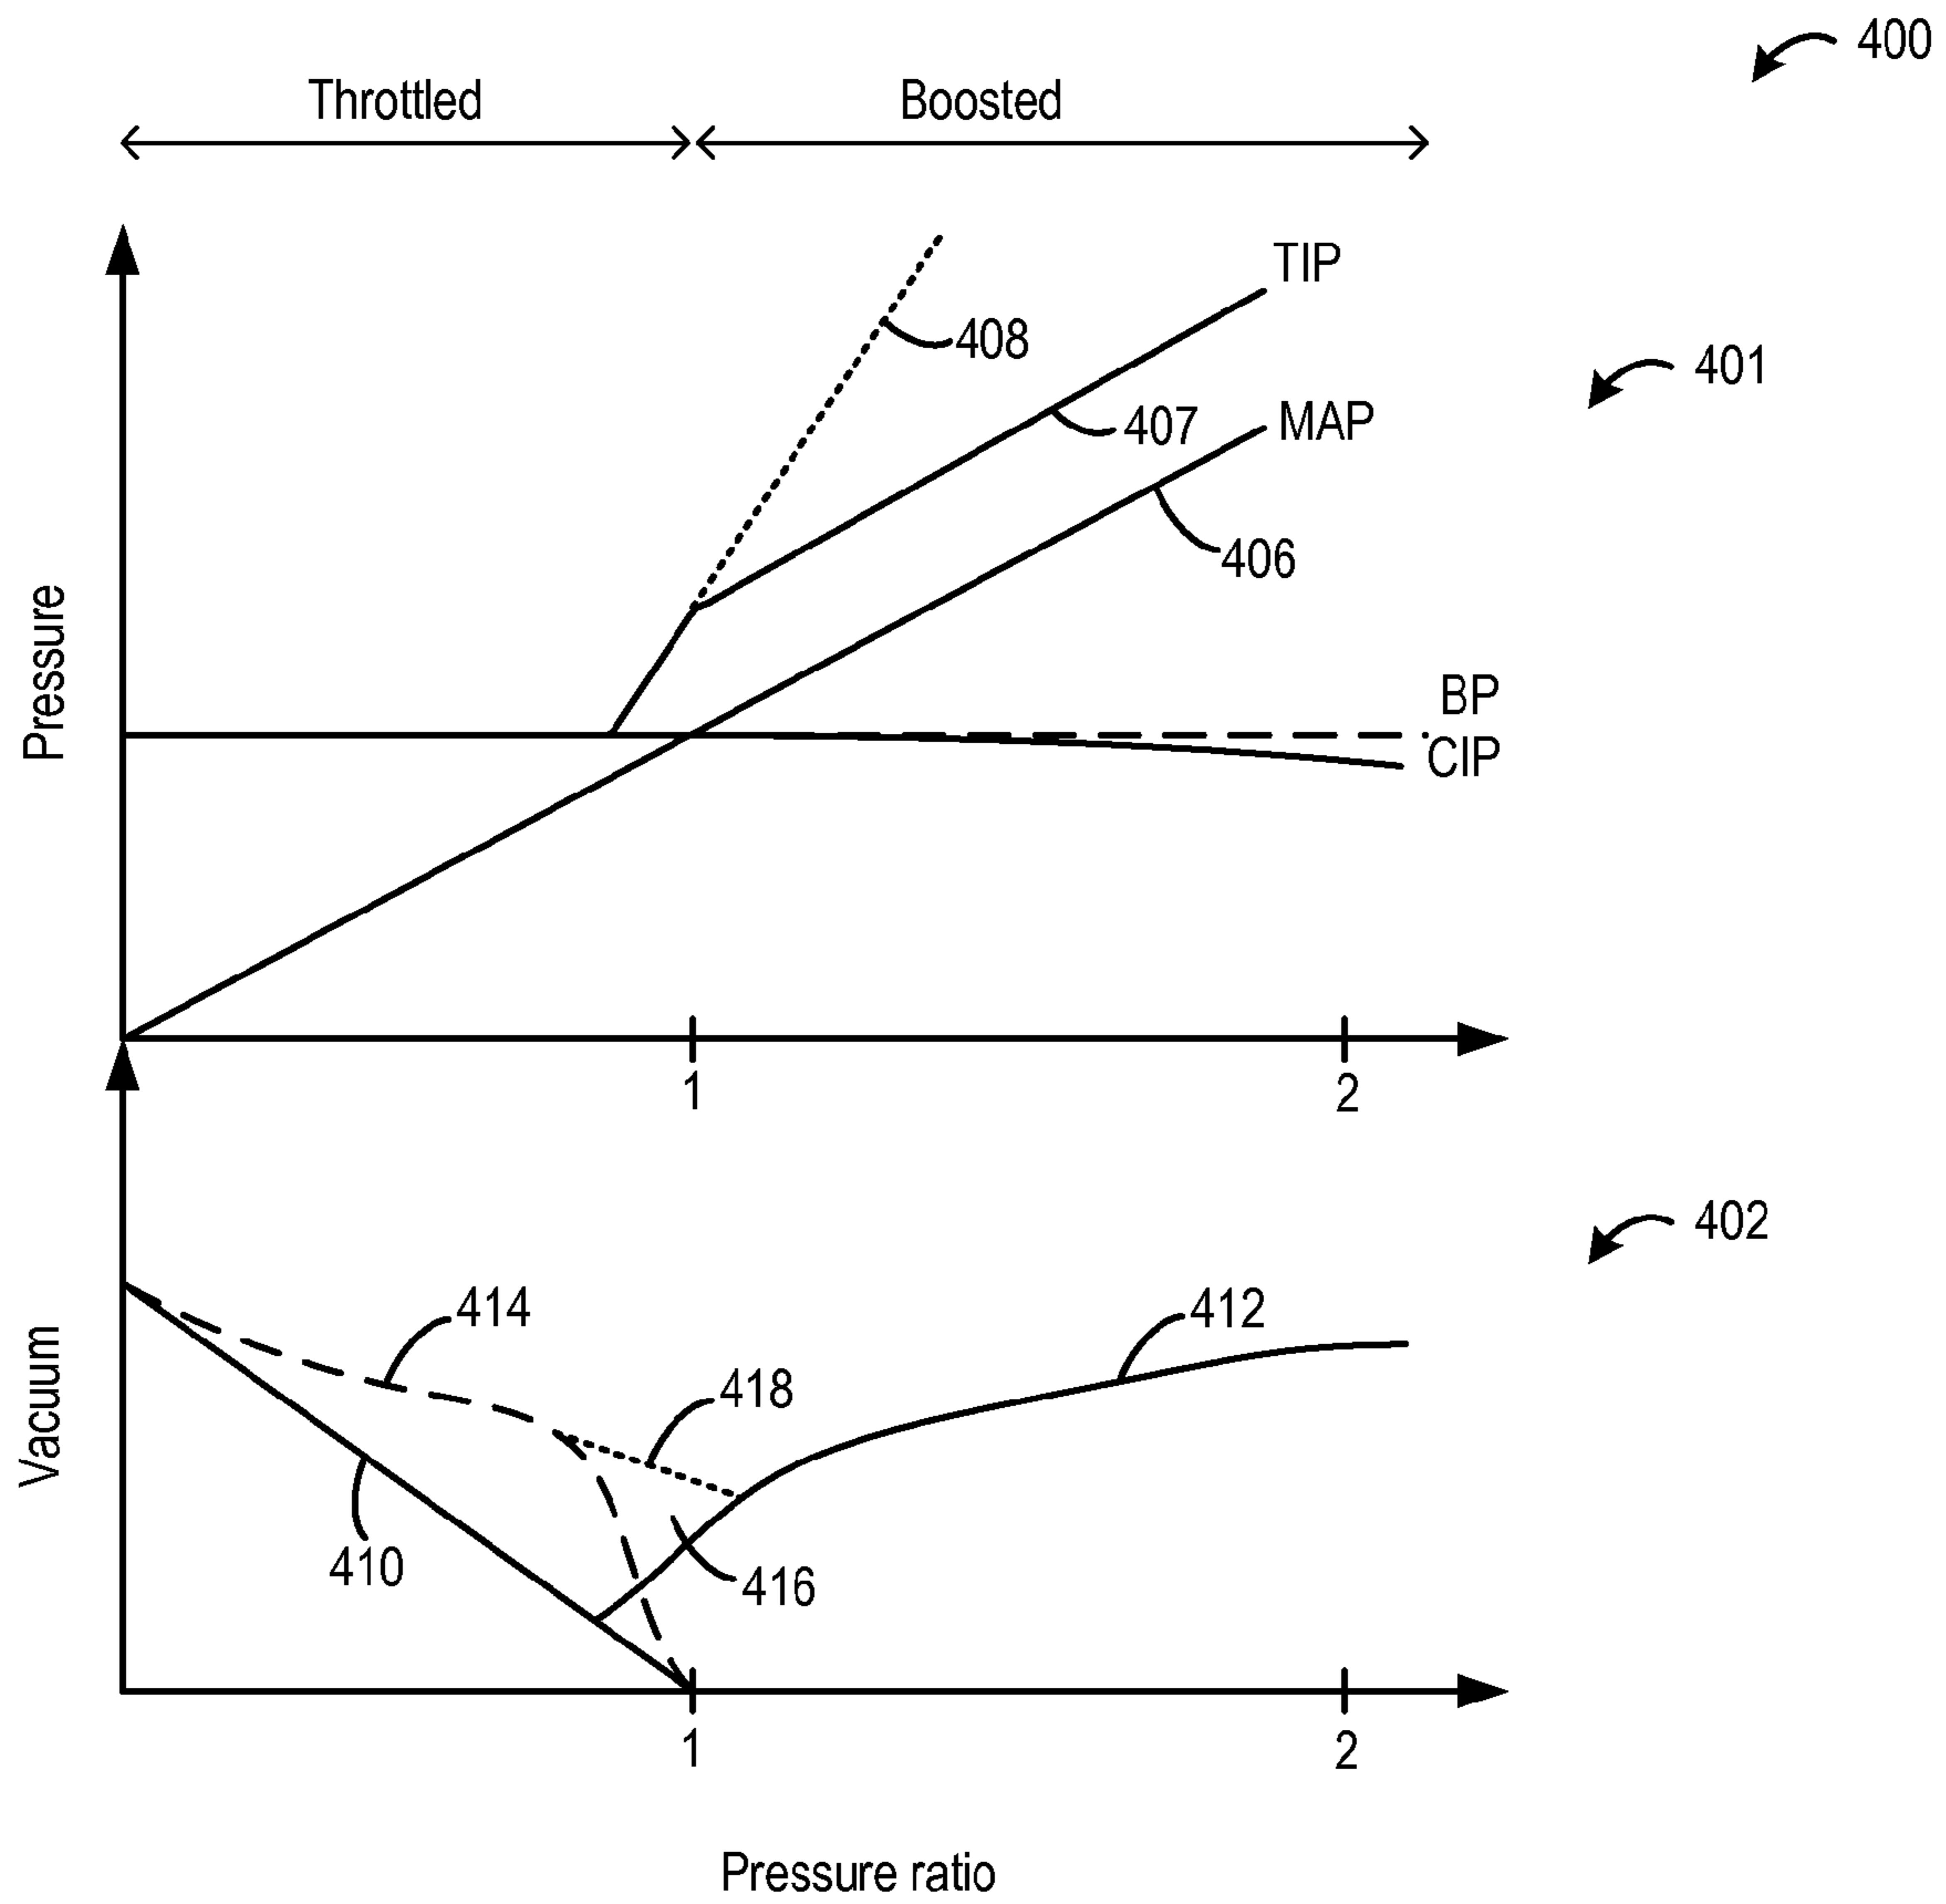 400
Throttled
Boosted
TIP
408
401
MAP
407
406
Pressure
BP
CIP
1
2
402
414
412
418
Vacuum
410
416
1
2
Pressure ratio